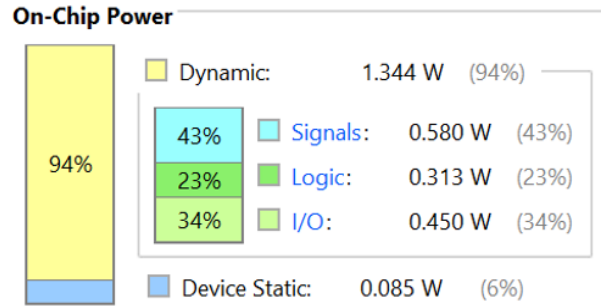 On-Chip Power
Dynamic: 1.344 W (94%)
43% Signals: 0.580 W (43%)
94% 23% Logic: 0.313 W (23%)
34% I/O: 0.450 W (34%)
Device Static: 0.085 W (6%)